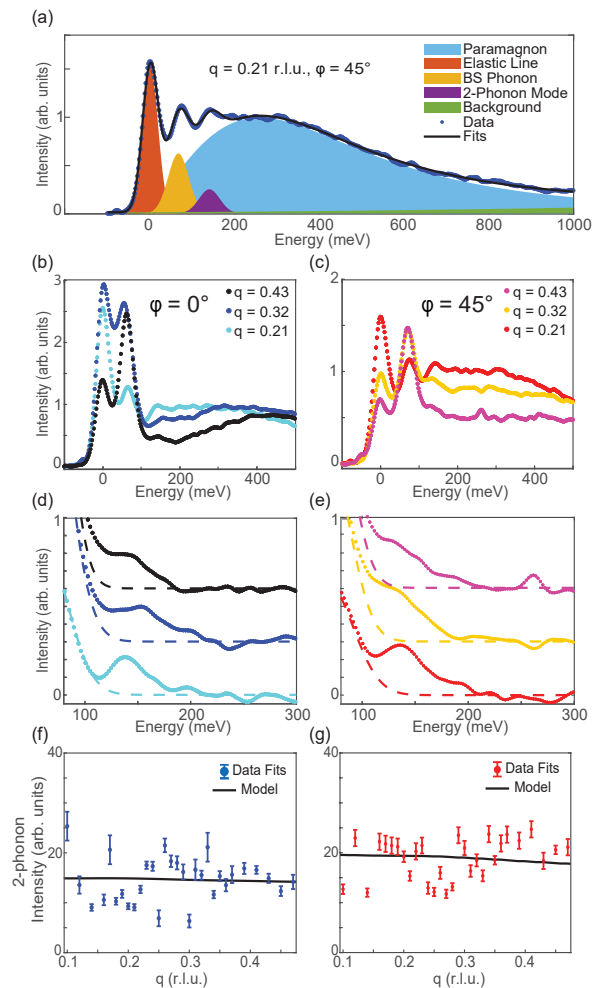 (a)
q = 0.21 r.l.u., φ = 45°
Paramagnon
Elastic Line
BS Phonon
2-Phonon Mode
Background
Data
Fits
Intensity (arb. units)
1
0
0
200
400
600
800
1000
Energy (meV)
(b)
φ = 0°
q = 0.43
q = 0.32
q = 0.21
Intensity (arb. units)
3
2
1
0
0
200
400
Energy (meV)
(c)
φ = 45°
q = 0.43
q = 0.32
q = 0.21
2
1
0
0
200
400
Energy (meV)
(d)
Intensity (arb. units)
1
0
100
200
300
Energy (meV)
(e)
1
0
100
200
300
Energy (meV)
(f)
Data Fits
Model
2-phonon
Intensity (arb. units)
40
20
0
0.1
0.2
0.3
0.4
q (r.l.u.)
(g)
Data Fits
Model
40
20
0
0.1
0.2
0.3
0.4
q (r.l.u.)